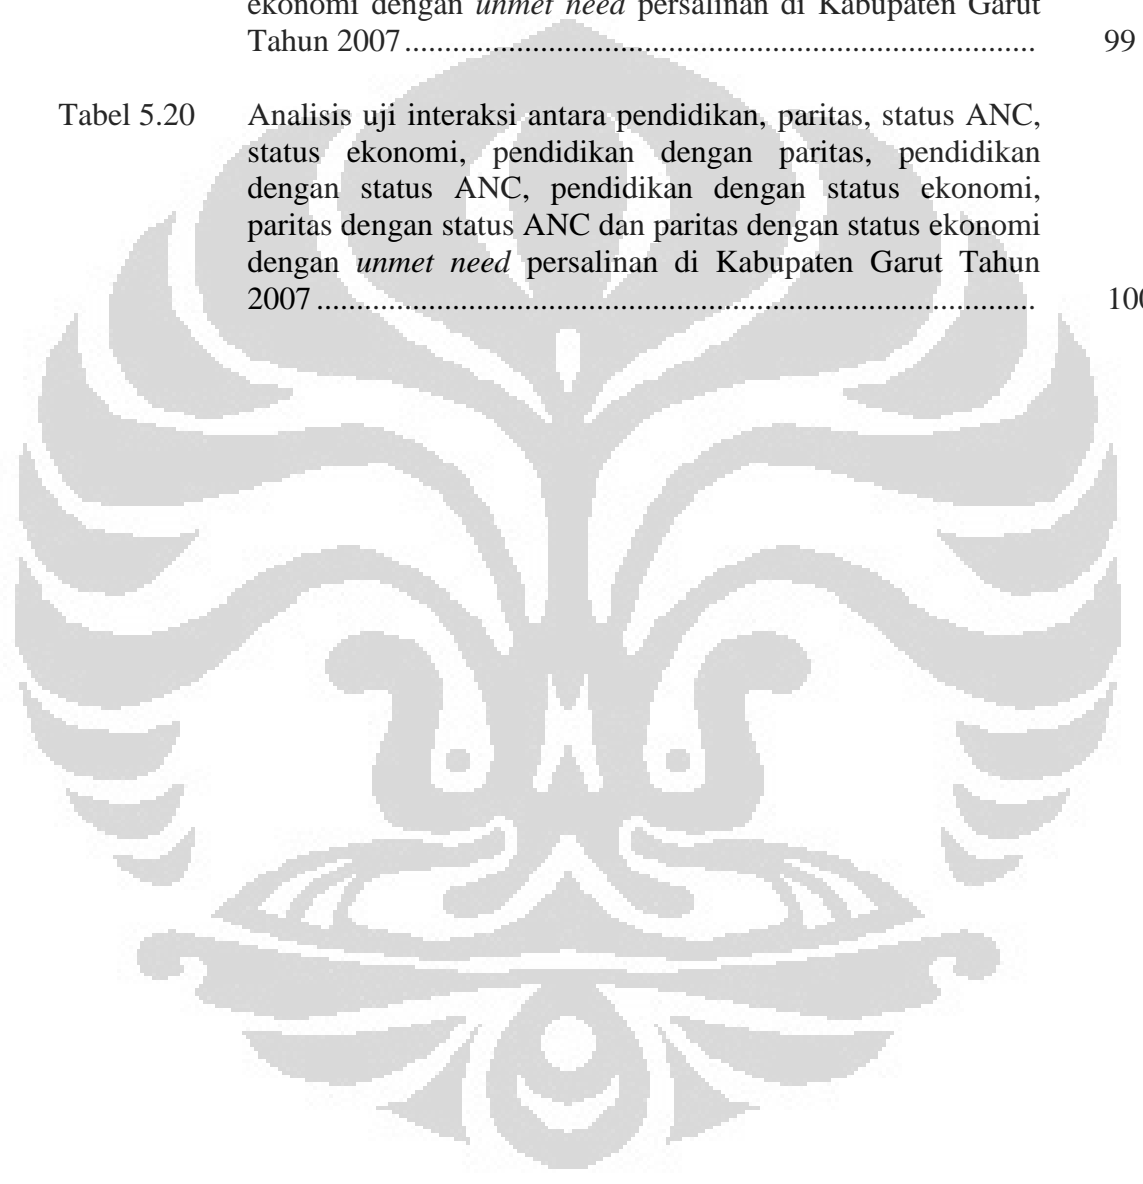 ekonomi dengan unmet need persalinan di Kabupaten Garut
Tahun 2007.................................................................. 99
Tabel 5.20 Analisis uji interaksi antara pendidikan, paritas, status ANC,
status ekonomi, pendidikan dengan paritas, pendidikan
dengan status ANC, pendidikan dengan status ekonomi,
paritas dengan status ANC dan paritas dengan status ekonomi
dengan unmet need persalinan di Kabupaten Garut Tahun
2007........................................................................... 100